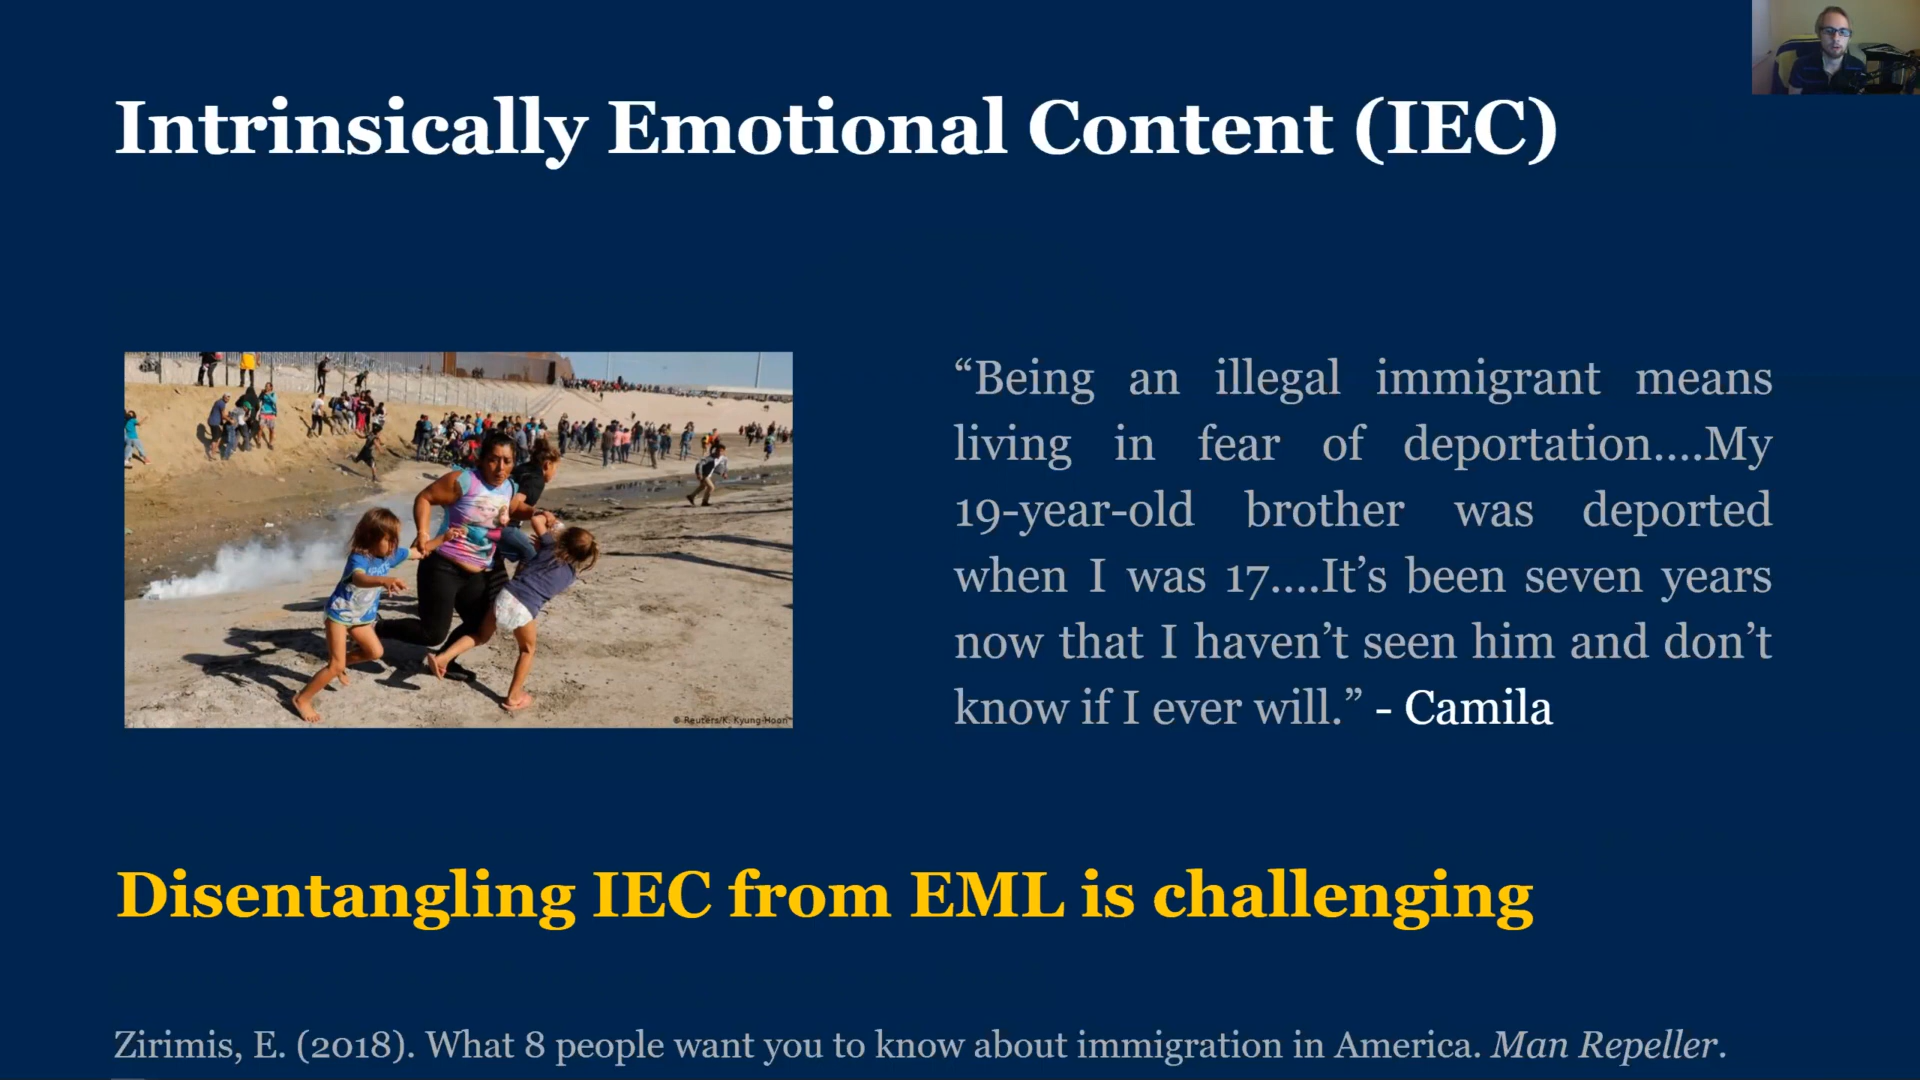 Intrinsically Emotional Content (IEC)
“Being an illegal immigrant means
living in fear of deportation....My
19-year-old brother was deported
when I was 17....It’s been seven years
now that I haven’t seen him and don’t
know if I ever will.” - Camila
© Reuters/K. Kyung-Hoon
Disentangling IEC from EML is challenging
Zirimis, E. (2018). What 8 people want you to know about immigration in America. Man Repeller.